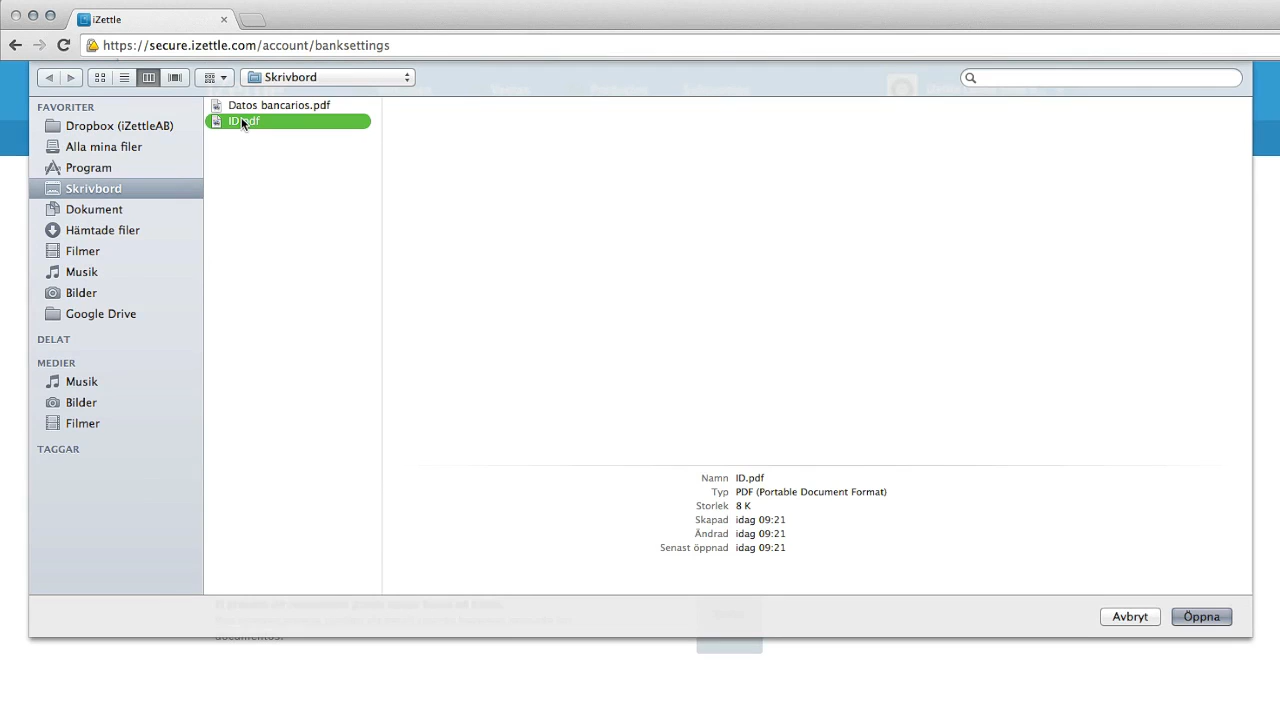 iZettle
https://secure.izettle.com/account/banksettings
Skrivbord
FAVORITER
Dropbox (iZettleAB)
Alla mina filer
Program
Skrivbord
Dokument
Hämtade filer
Filmer
Musik
Bilder
Google Drive
DELAT
MEDIER
Musik
Bilder
Filmer
TAGGAR
Datos bancarios.pdf
ID.pdf
Namn ID.pdf
Typ PDF (Portable Document Format)
Storlek 8 K
Skapad idag 09:21
Ändrad idag 09:21
Senast öppnad idag 09:21
Avbryt
Öppna
documentos.